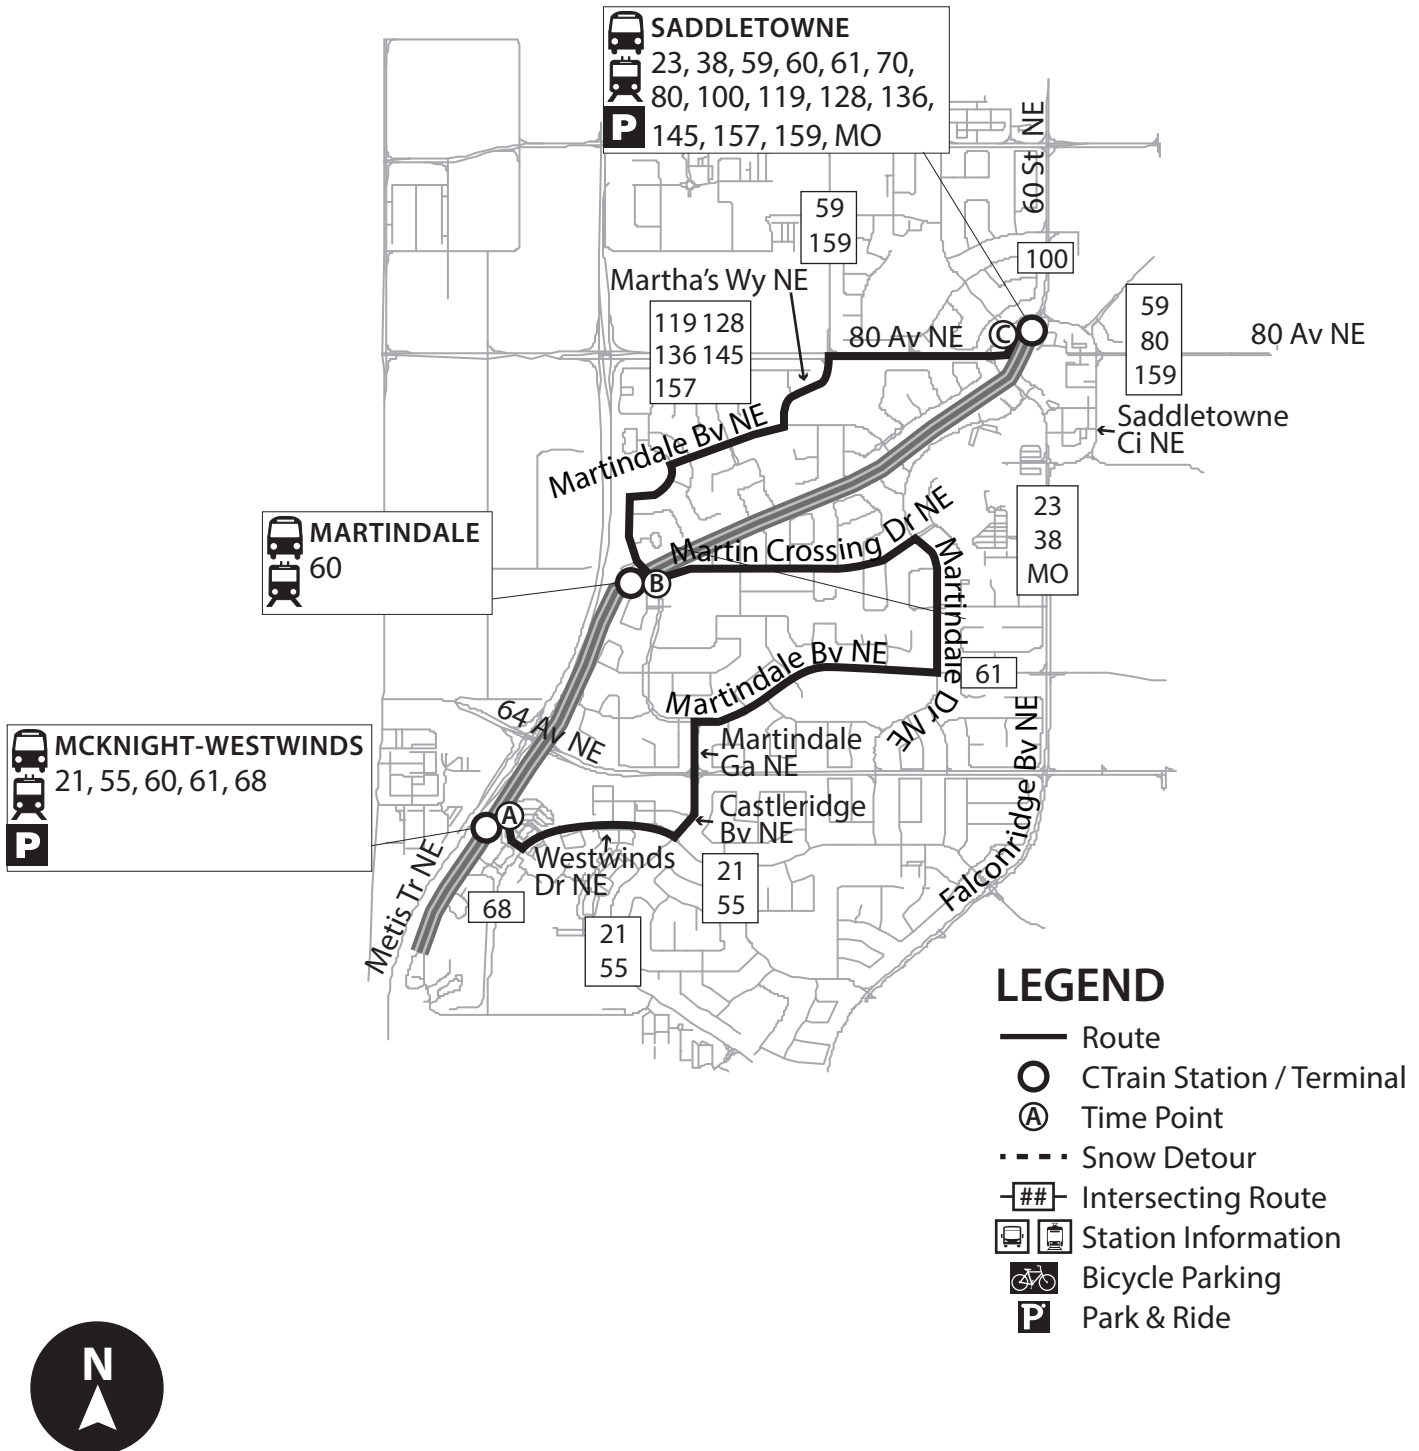 SADDLETOWNE
23, 38, 59, 60, 61, 70,
80, 100, 119, 128, 136,
P
145, 157, 159, MO
60 St NE
59
159
100
Martha's Wy NE
119 128
136 145
157
80 Av NE
C
59
80
159
80 Av NE
Saddletowne
Ci NE
Martindale Bv NE
23
38
MO
MARTINDALE
60
Martin Crossing Dr NE
B
Martindale Dr NE
Martindale Bv NE
61
64 Av NE
Martindale
Ga NE
Falconridge Bv NE
MCKNIGHT-WESTWINDS
21, 55, 60, 61, 68
P
A
Castleridge
Bv NE
Westwinds
Dr NE
Metis Tr NE
68
21
55
21
55
LEGEND
Route
CTrain Station / Terminal
A Time Point
Snow Detour
## Intersecting Route
Station Information
Bicycle Parking
P Park & Ride
N